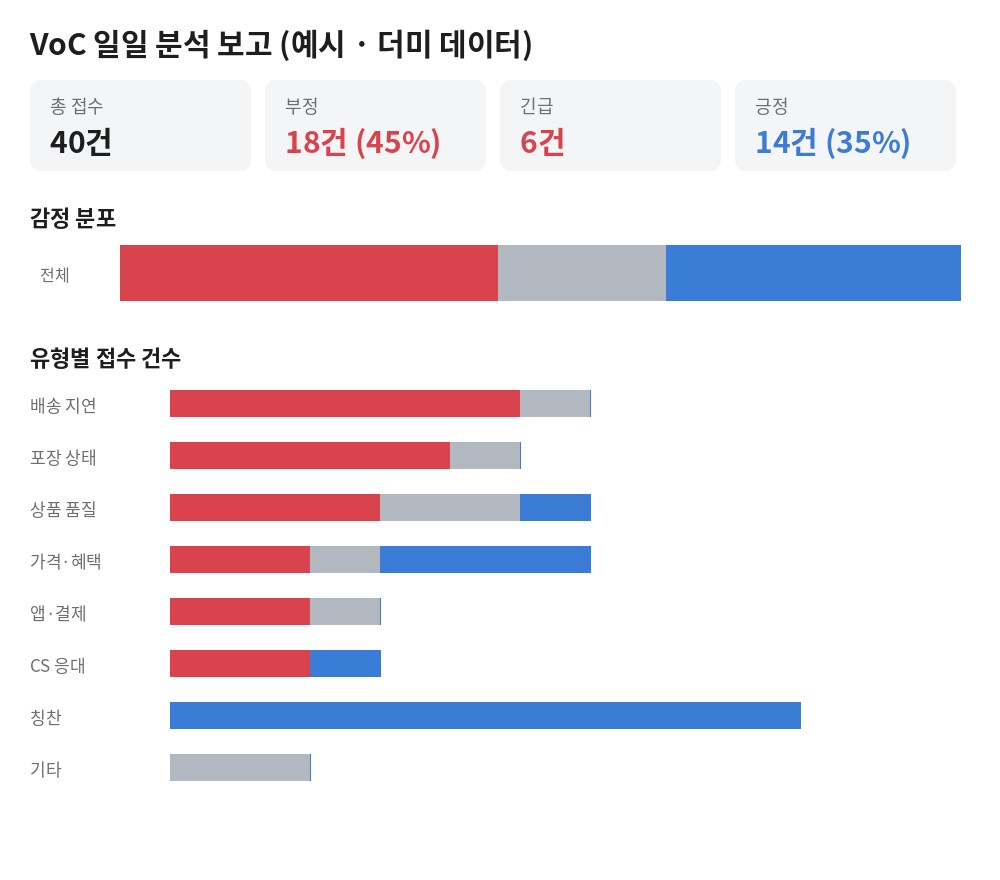 VoC 일일 분석 보고 (예시 · 더미 데이터)
총 접수
40건
부정
18건 (45%)
긴급
6건
긍정
14건 (35%)
감정 분포
전체
유형별 접수 건수
배송 지연
포장 상태
상품 품질
가격·혜택
앱·결제
CS 응대
칭찬
기타